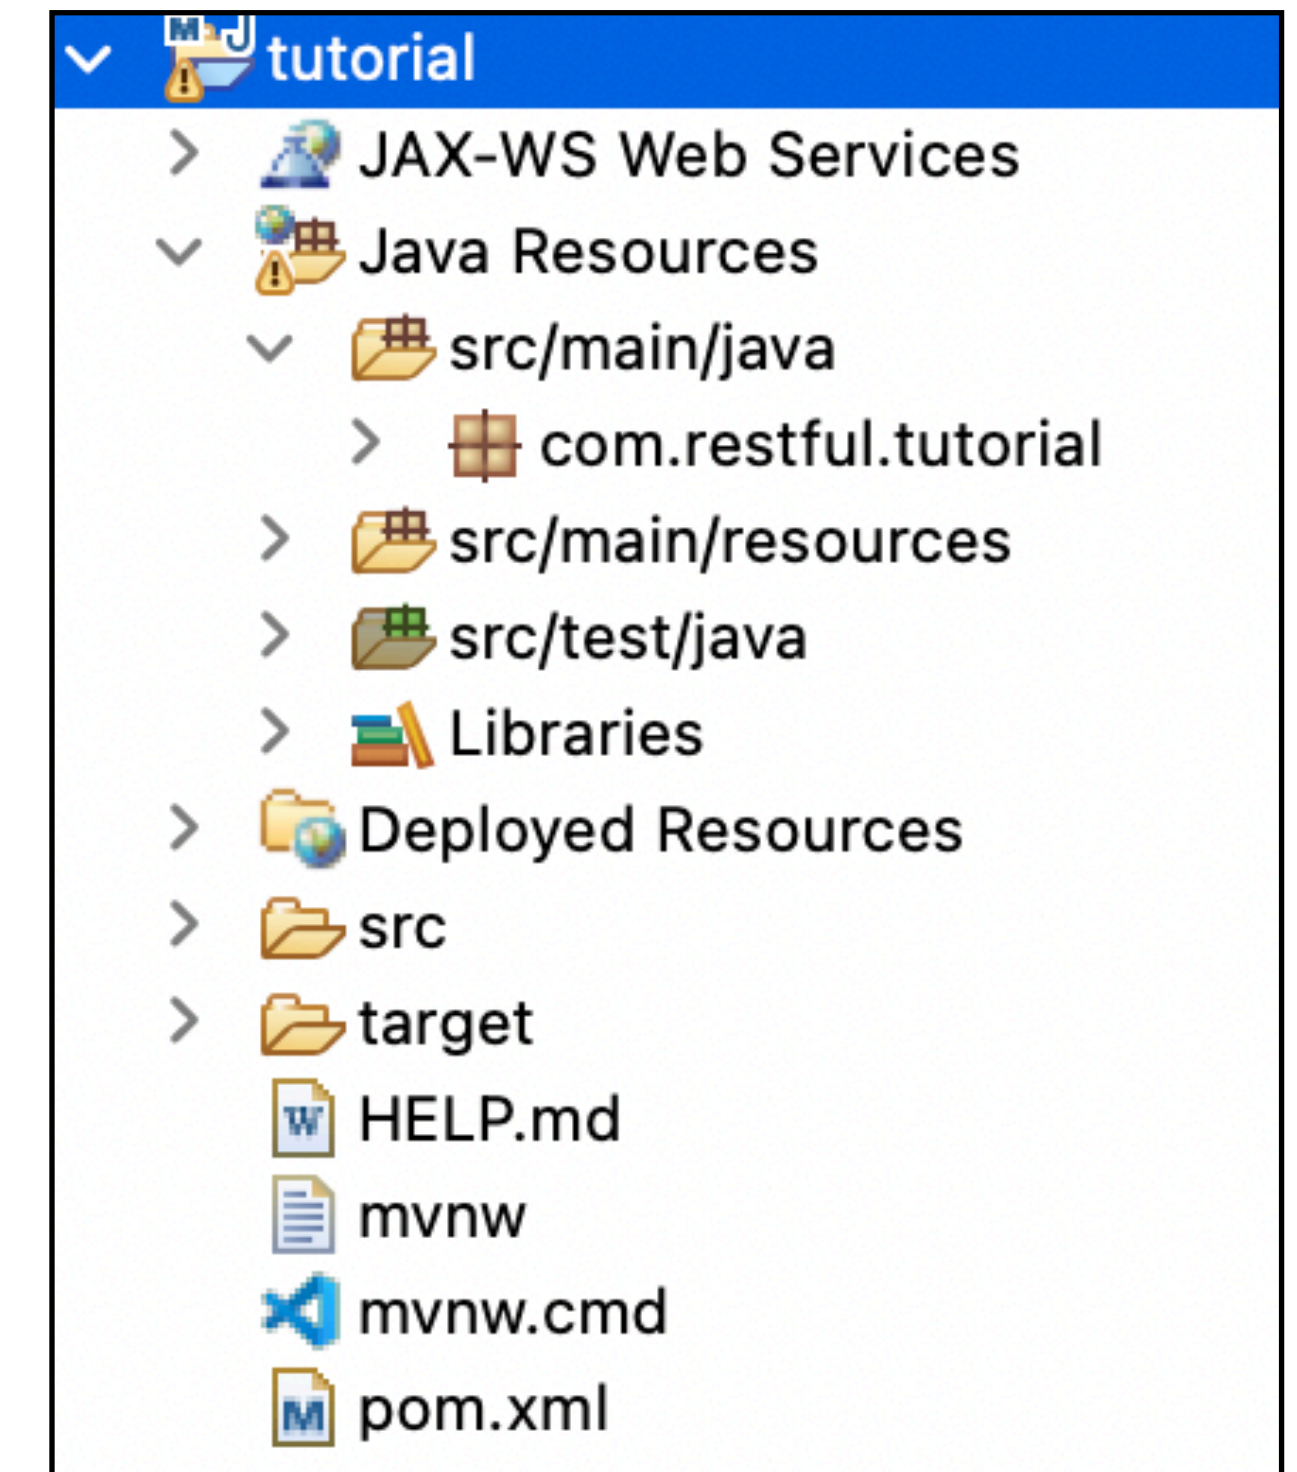 tutorial
JAX-WS Web Services
Java Resources
src/main/java
com.restful.tutorial
src/main/resources
src/test/java
Libraries
Deployed Resources
src
target
HELP.md
mvnw
mvnw.cmd
pom.xml